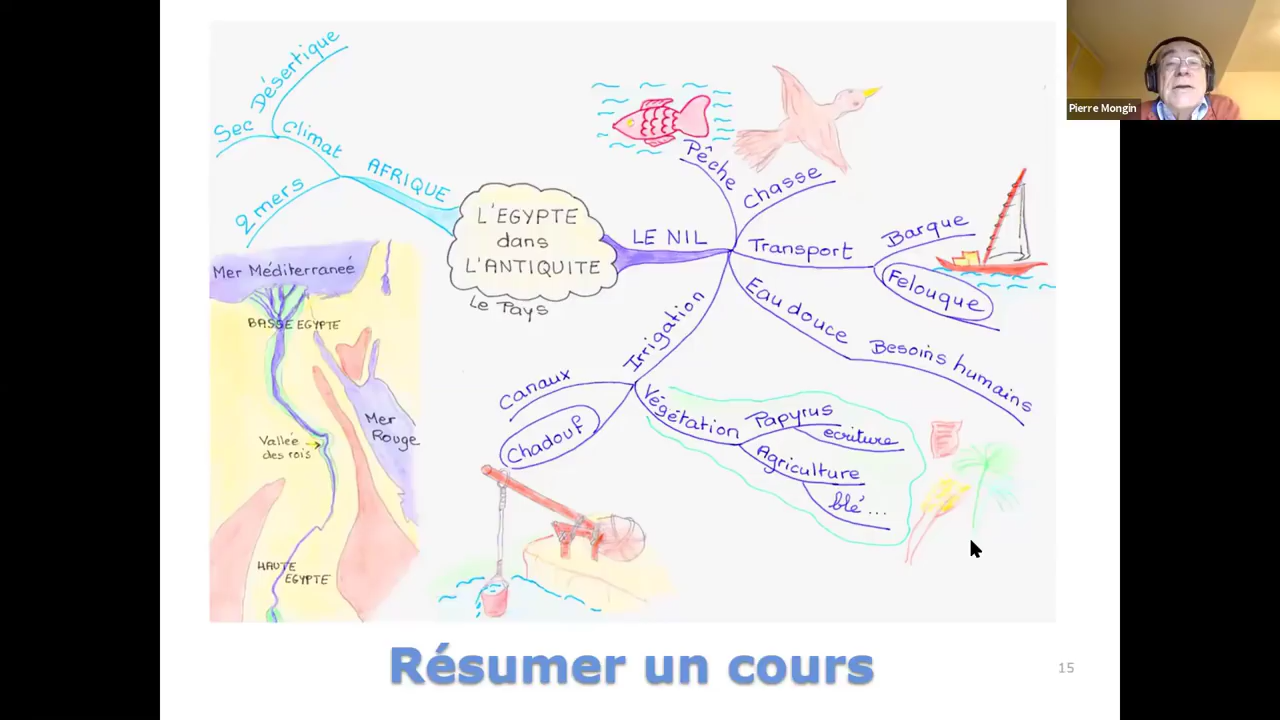 Désertique
Sec
Climat
AFRIQUE
2 mers
L'EGYPTE
dans
L'ANTIQUITE
Le Pays
LE NIL
Pêche
Chasse
Transport
Barque
Felouque
Eau douce
Besoins humains
Irrigation
Canaux
Chadouf
Végétation
Papyrus
ecriture
Agriculture
blé...
Mer Méditerraneé
BASSE EGYPTE
Mer
Rouge
Vallée
des rois
HAUTE
EGYPTE
Résumer un cours
15
Pierre Mongin